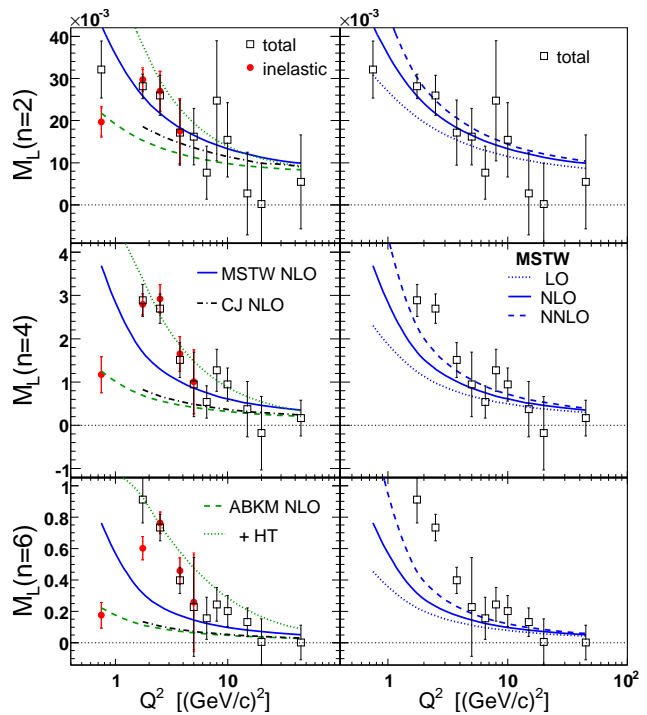 ×10⁻³
×10⁻³
M_L(n=2)
40
30
20
10
0
total
inelastic
total
M_L(n=4)
4
3
2
1
0
-1
MSTW NLO
CJ NLO
MSTW
LO
NLO
NNLO
M_L(n=6)
1
0.8
0.6
0.4
0.2
0
ABKM NLO
+ HT
1
10
1
10
10²
Q² [(GeV/c)²]
Q² [(GeV/c)²]